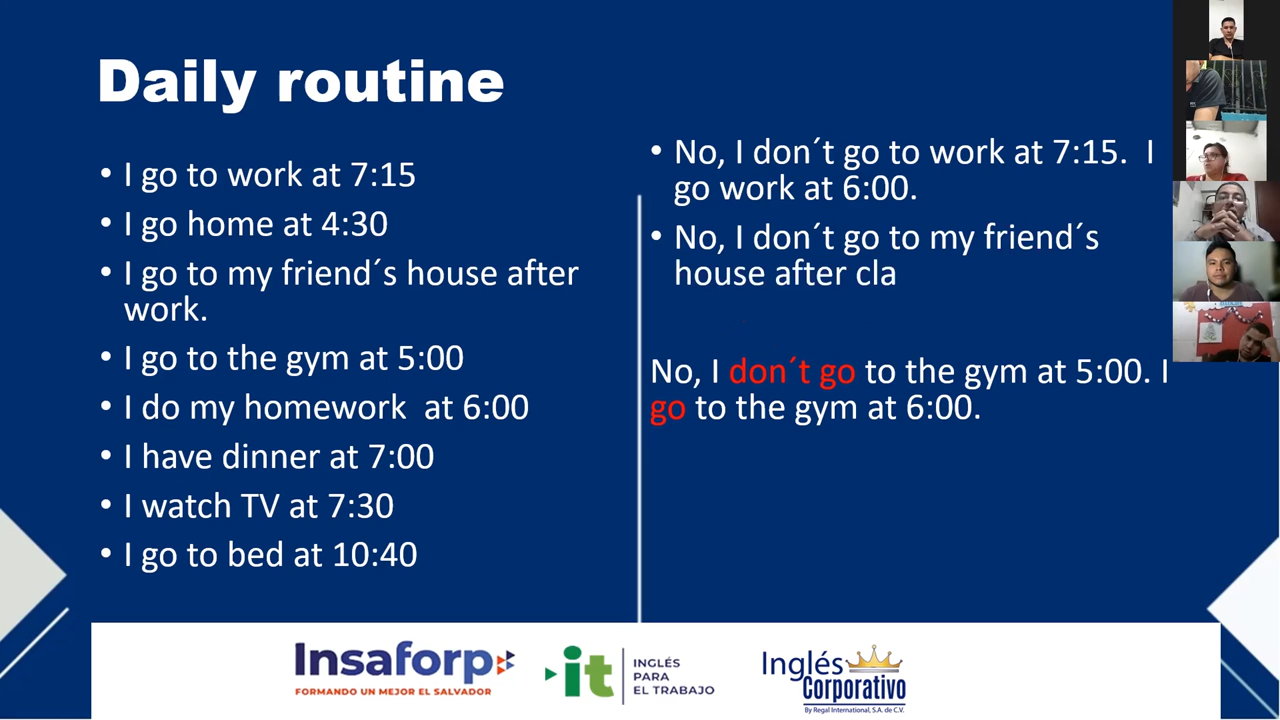 Daily routine
• I go to work at 7:15
• I go home at 4:30
• I go to my friend´s house after
work.
• I go to the gym at 5:00
• I do my homework  at 6:00
• I have dinner at 7:00
• I watch TV at 7:30
• I go to bed at 10:40
• No, I don´t go to work at 7:15.  I
go work at 6:00.
• No, I don´t go to my friend´s
house after cla
No, I don´t go to the gym at 5:00. I
go to the gym at 6:00.
Insaforp
FORMANDO UN MEJOR EL SALVADOR
it
INGLÉS
PARA
EL TRABAJO
Inglés
Corporativo
By Regal International, S.A. de C.V.